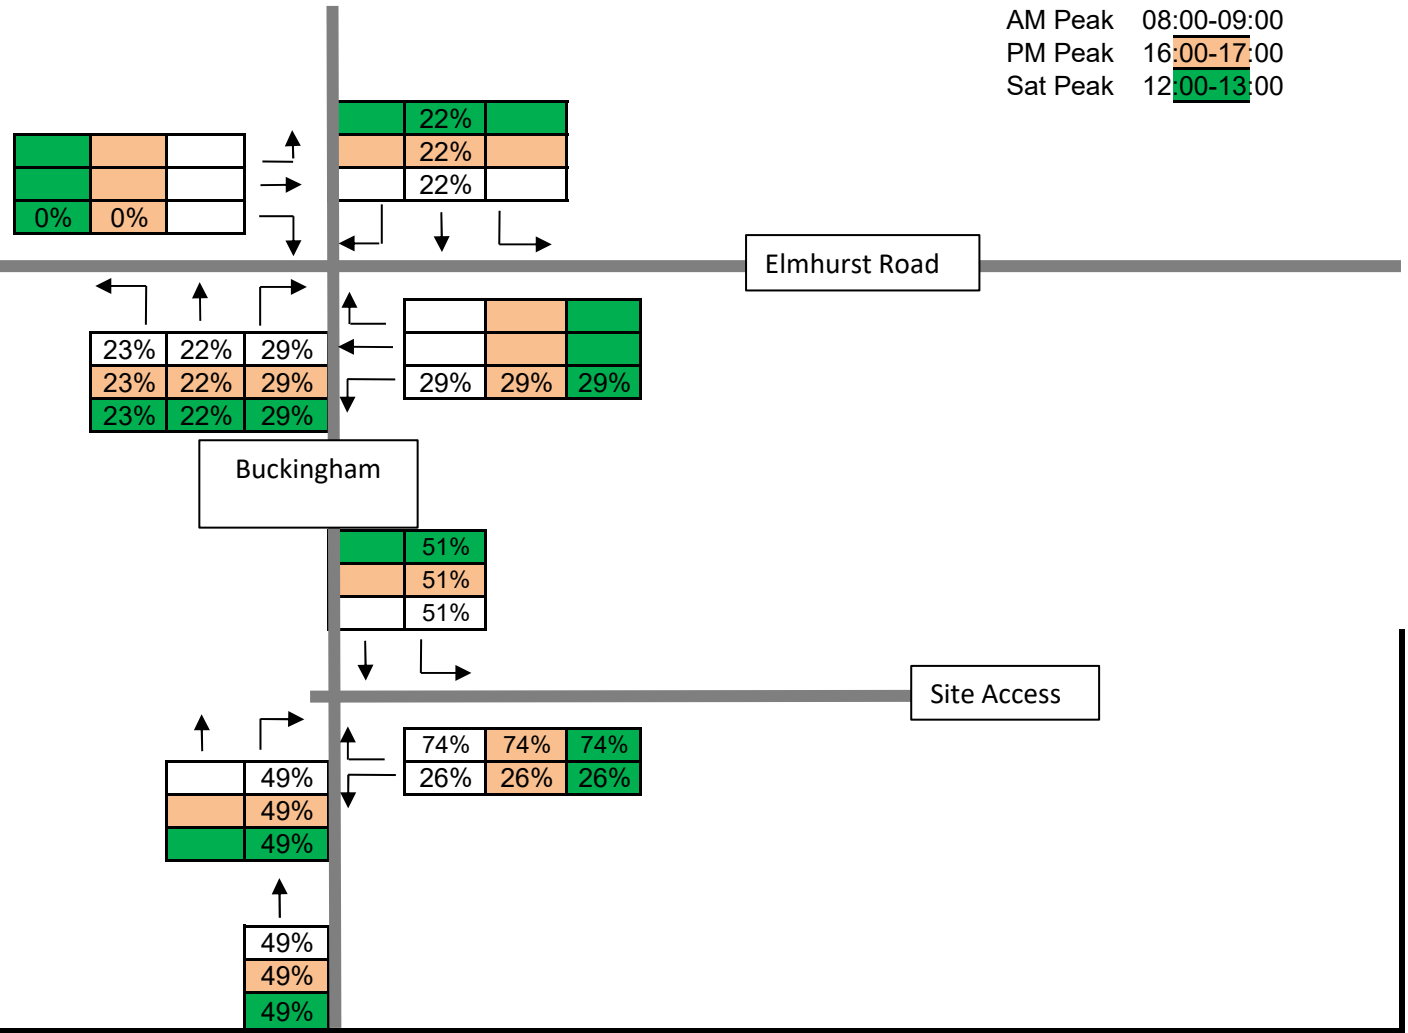 AM Peak 08:00-09:00
PM Peak 16:00-17:00
Sat Peak 12:00-13:00
22%
22%
22%
0% 0%
Elmhurst Road
23% 22% 29%
23% 22% 29%
23% 22% 29%
29% 29% 29%
Buckingham
51%
51%
51%
Site Access
74% 74% 74%
26% 26% 26%
49%
49%
49%
49%
49%
49%